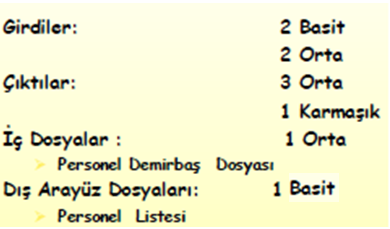 Girdiler: 2 Basit
2 Orta
Çıktılar: 3 Orta
1 Karmaşık
İç Dosyalar : 1 Orta
Personel Demirbaş Dosyası
Dış Arayüz Dosyaları: 1 Basit
Personel Listesi